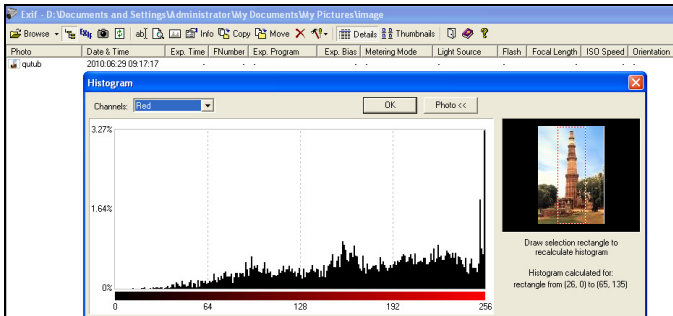 Exif - D:\Documents and Settings\Administrator\My Documents\My Pictures\image
Browse Info Copy Move Details Thumbnails
Photo Date & Time Exp. Time FNumber Exp. Program Exp. Bias Metering Mode Light Source Flash Focal Length ISO Speed Orientation
qutub 2010:06:29 09:17:17 - - - - - - - - - - -
Histogram
Channels: Red OK Photo <<
3.27%
1.64%
0%
0 64 128 192 256
Draw selection rectangle to
recalculate histogram
Histogram calculated for:
rectangle from (26, 0) to (65, 135)